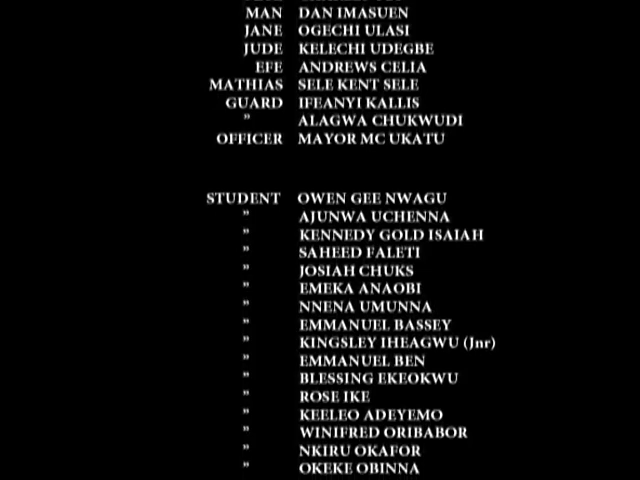 MAN DAN IMASUEN
JANE OGECHI ULASI
JUDE KELECHI UDEGBE
EFE ANDREWS CELIA
MATHIAS SELE KENT SELE
GUARD IFEANYI KALLIS
" ALAGWA CHUKWUDI
OFFICER MAYOR MC UKATU
STUDENT OWEN GEE NWAGU
" AJUNWA UCHENNA
" KENNEDY GOLD ISAIAH
" SAHEED FALETI
" JOSIAH CHUKS
" EMEKA ANAOBI
" NNENA UMUNNA
" EMMANUEL BASSEY
" KINGSLEY IHEAGWU (Jnr)
" EMMANUEL BEN
" BLESSING EKEOKWU
" ROSE IKE
" KEELEO ADEYEMO
" WINIFRED ORIBABOR
" NKIRU OKAFOR
" OKEKE OBINNA